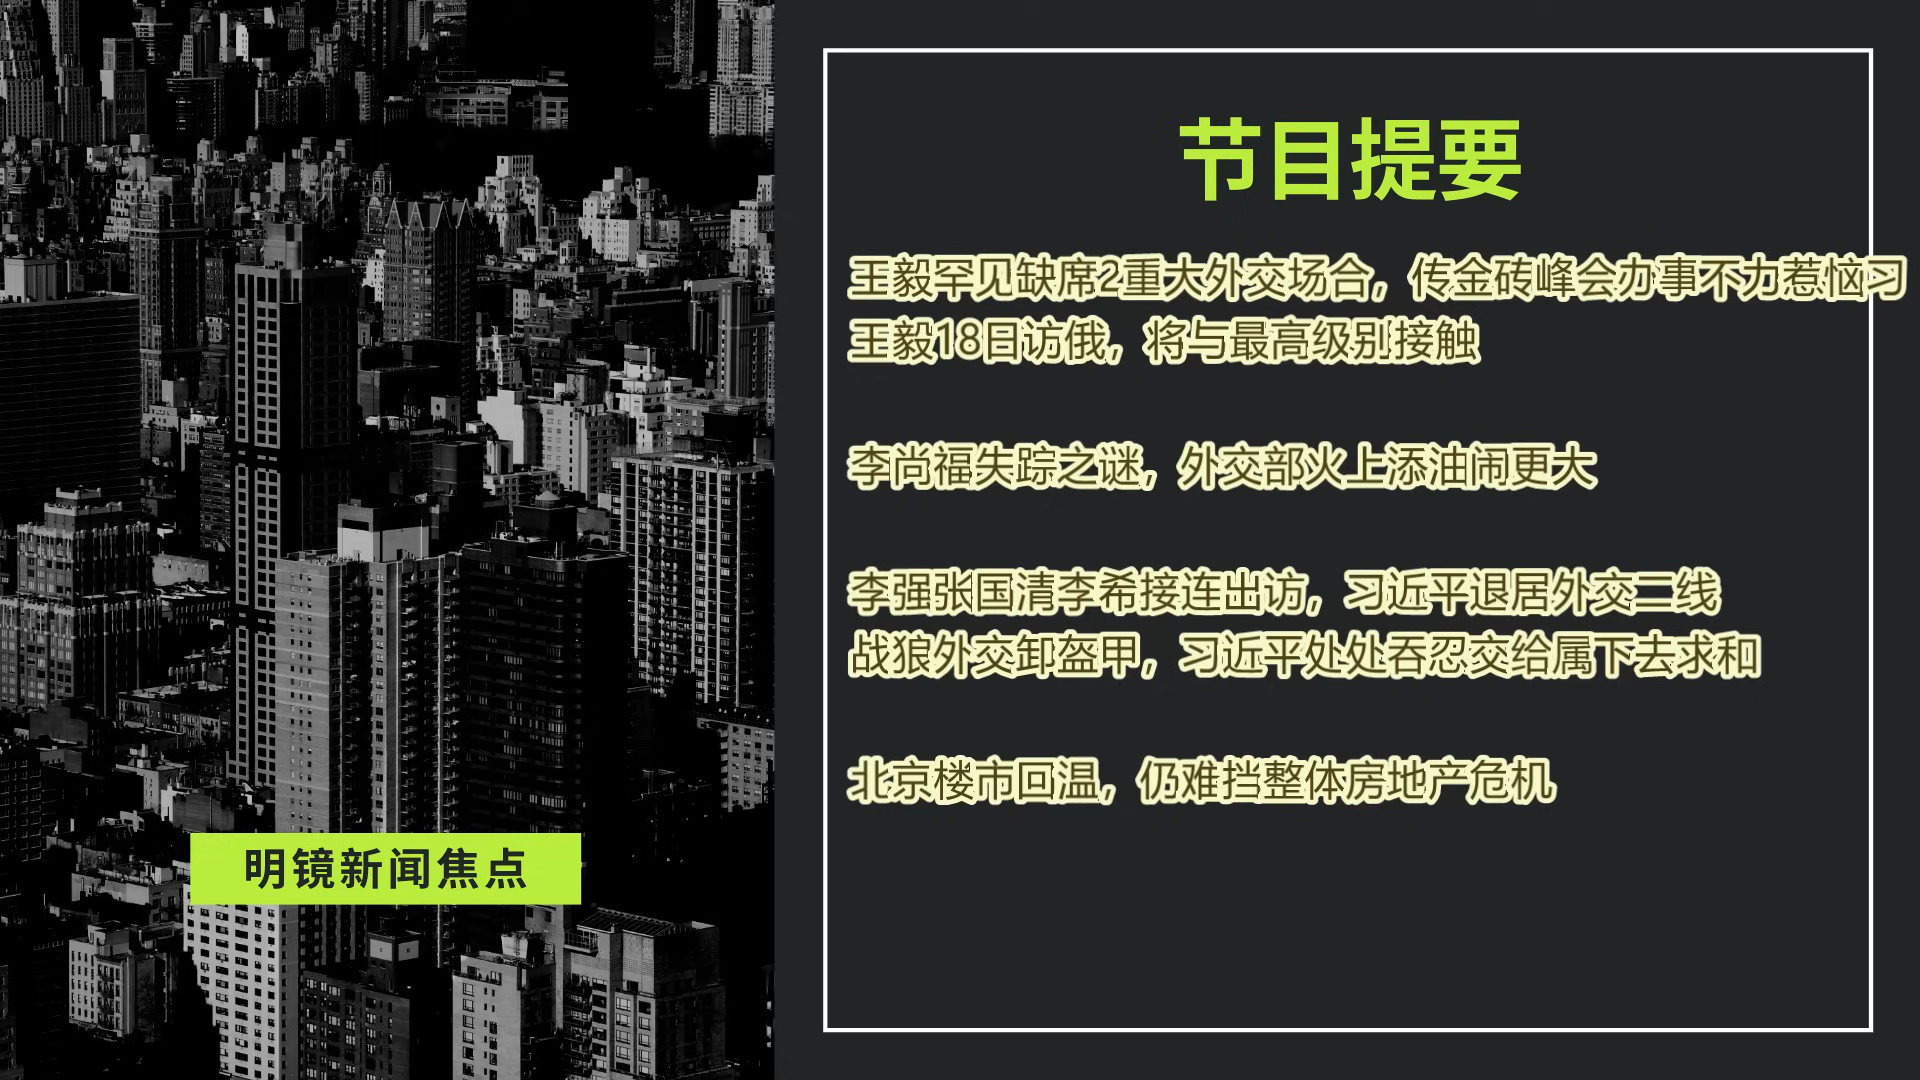 节目提要
王毅罕见缺席2重大外交场合，传金砖峰会办事不力惹恼习
王毅18日访俄，将与最高级别接触
李尚福失踪之谜，外交部火上添油闹更大
李强张国清李希接连出访，习近平退居外交二线
战狼外交卸盔甲，习近平处处吞忍交给属下去求和
北京楼市回温，仍难挡整体房地产危机
明镜新闻焦点